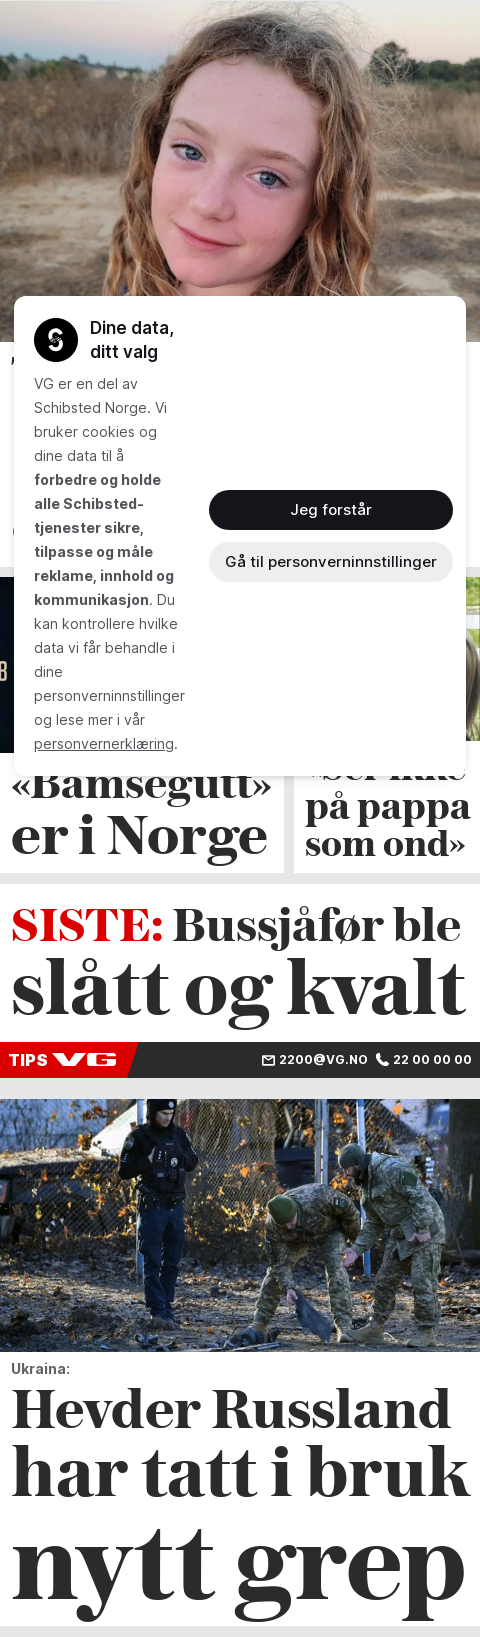 Dine data,
ditt valg
VG er en del av
Schibsted Norge. Vi
bruker cookies og
dine data til å
forbedre og holde
alle Schibsted-
tjenester sikre,
tilpasse og måle
reklame, innhold og
kommunikasjon. Du
kan kontrollere hvilke
data vi får behandle i
dine
personverninnstillinger
og lese mer i vår
personvernerklæring.
Jeg forstår
Gå til personverninnstillinger
«Bamsegutt»
er i Norge
«Ser ikke
på pappa
som ond»
SISTE: Bussjåfør ble
slått og kvalt
TIPS VG 2200@VG.NO 22 00 00 00
Ukraina:
Hevder Russland
har tatt i bruk
nytt grep